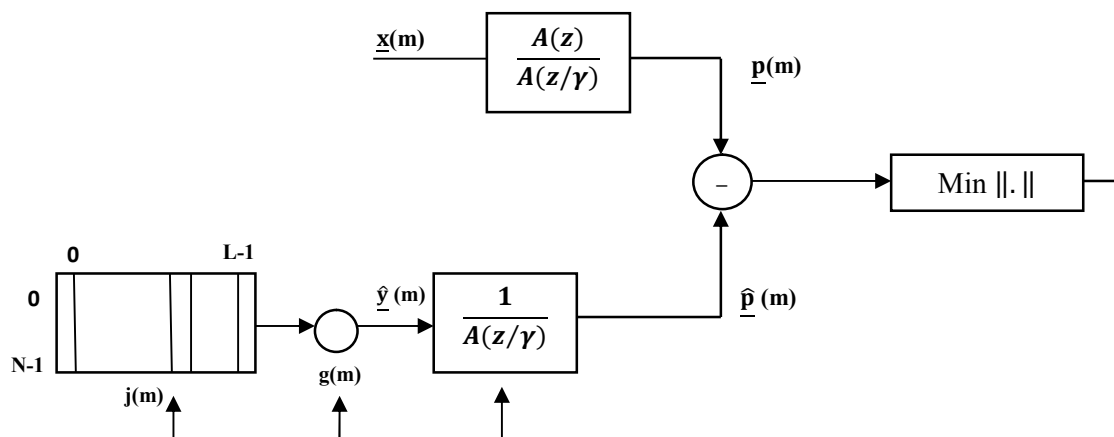 x(m)
A(z)
A(z/γ)
p(m)
−
Min ‖.‖
0
L-1
0
N-1
j(m)
g(m)
ŷ (m)
1
A(z/γ)
p̂ (m)